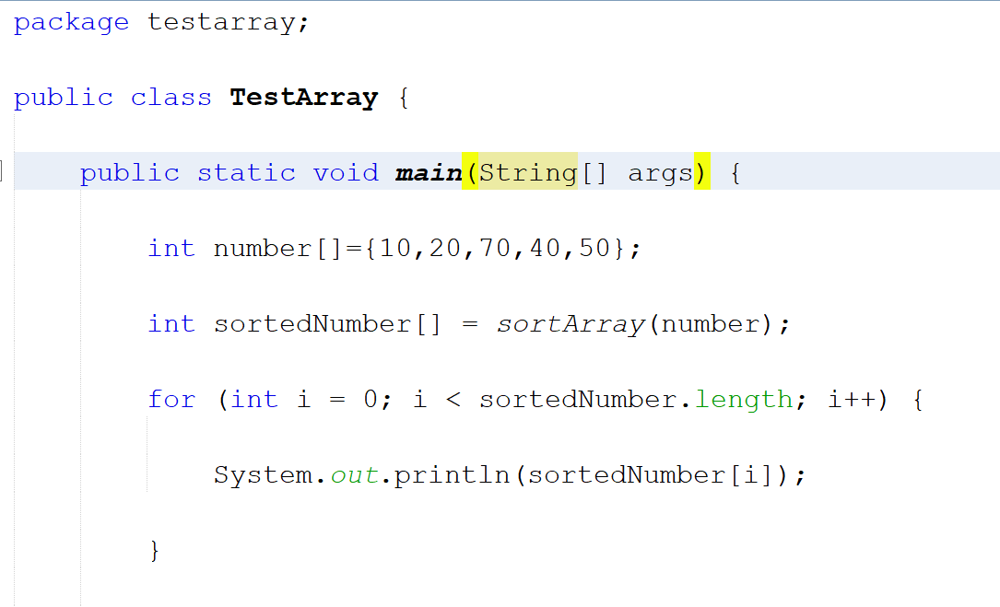 package testarray;
public class TestArray {
public static void main(String[] args) {
int number[]={10,20,70,40,50};
int sortedNumber[] = sortArray(number);
for (int i = 0; i < sortedNumber.length; i++) {
System.out.println(sortedNumber[i]);
}